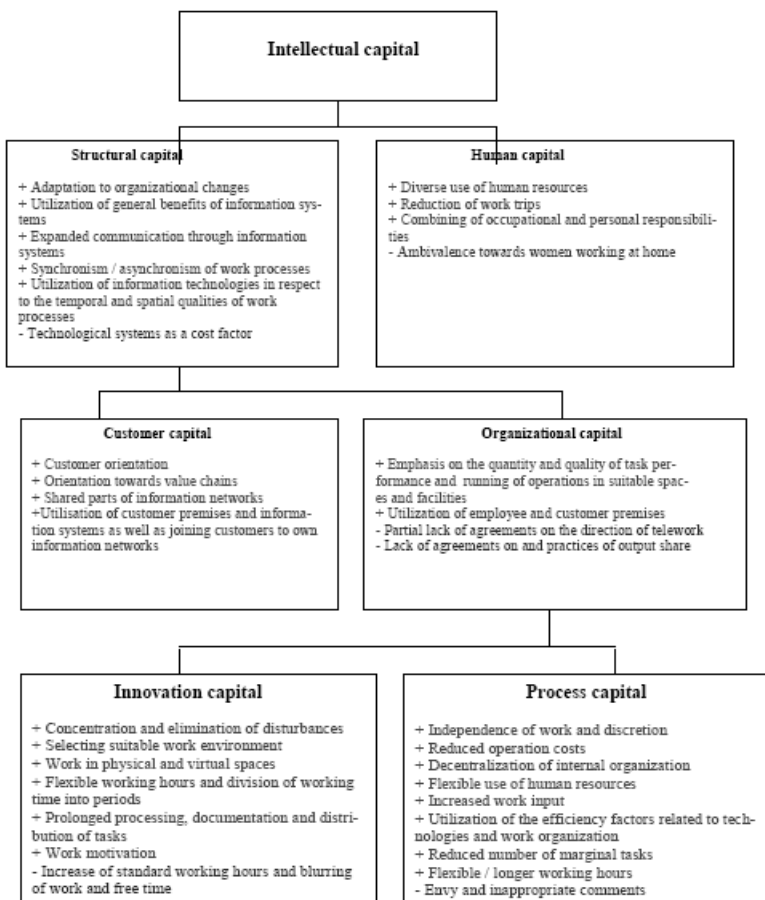 Intellectual capital
Structural capital
+ Adaptation to organizational changes
+ Utilization of general benefits of information sys-
tems
+ Expanded communication through information
systems
+ Synchronism / asynchronism of work processes
+ Utilization of information technologies in respect
to the temporal and spatial qualities of work
processes
- Technological systems as a cost factor
Human capital
+ Diverse use of human resources
+ Reduction of work trips
+ Combining of occupational and personal responsibili-
ties
- Ambivalence towards women working at home
Customer capital
+ Customer orientation
+ Orientation towards value chains
+ Shared parts of information networks
+Utilisation of customer premises and informa-
tion systems as well as joining customers to own
information networks
Organizational capital
+ Emphasis on the quantity and quality of task per-
formance and running of operations in suitable spac-
es and facilities
+ Utilization of employee and customer premises
- Partial lack of agreements on the direction of telework
- Lack of agreements on and practices of output share
Innovation capital
+ Concentration and elimination of disturbances
+ Selecting suitable work environment
+ Work in physical and virtual spaces
+ Flexible working hours and division of working
time into periods
+ Prolonged processing, documentation and distri-
bution of tasks
+ Work motivation
- Increase of standard working hours and blurring
of work and free time
Process capital
+ Independence of work and discretion
+ Reduced operation costs
+ Decentralization of internal organization
+ Flexible use of human resources
+ Increased work input
+ Utilization of the efficiency factors related to tech-
nologies and work organization
+ Reduced number of marginal tasks
+ Flexible / longer working hours
- Envy and inappropriate comments